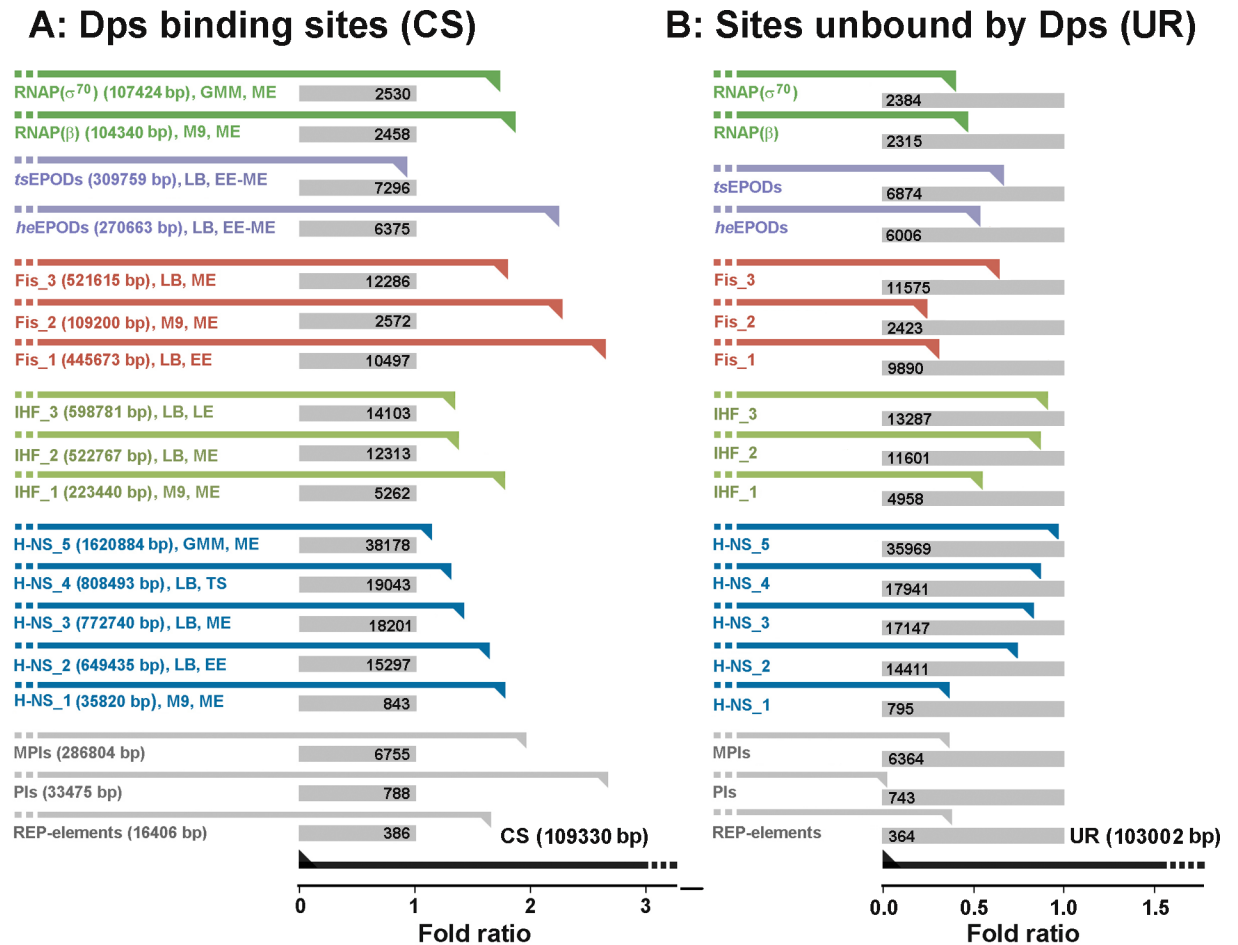 A: Dps binding sites (CS)
RNAP(σ⁷⁰) (107424 bp), GMM, ME
2530
RNAP(β) (104340 bp), M9, ME
2458
tsEPODs (309759 bp), LB, EE-ME
7296
heEPODs (270663 bp), LB, EE-ME
6375
Fis_3 (521615 bp), LB, ME
12286
Fis_2 (109200 bp), M9, ME
2572
Fis_1 (445673 bp), LB, EE
10497
IHF_3 (598781 bp), LB, LE
14103
IHF_2 (522767 bp), LB, ME
12313
IHF_1 (223440 bp), M9, ME
5262
H-NS_5 (1620884 bp), GMM, ME
38178
H-NS_4 (808493 bp), LB, TS
19043
H-NS_3 (772740 bp), LB, ME
18201
H-NS_2 (649435 bp), LB, EE
15297
H-NS_1 (35820 bp), M9, ME
843
MPIs (286804 bp)
6755
PIs (33475 bp)
788
REP-elements (16406 bp)
386
CS (109330 bp)
0 1 2 3
Fold ratio
B: Sites unbound by Dps (UR)
RNAP(σ⁷⁰)
2384
RNAP(β)
2315
tsEPODs
6874
heEPODs
6006
Fis_3
11575
Fis_2
2423
Fis_1
9890
IHF_3
13287
IHF_2
11601
IHF_1
4958
H-NS_5
35969
H-NS_4
17941
H-NS_3
17147
H-NS_2
14411
H-NS_1
795
MPIs
6364
PIs
743
REP-elements
364
UR (103002 bp)
0.0 0.5 1.0 1.5
Fold ratio